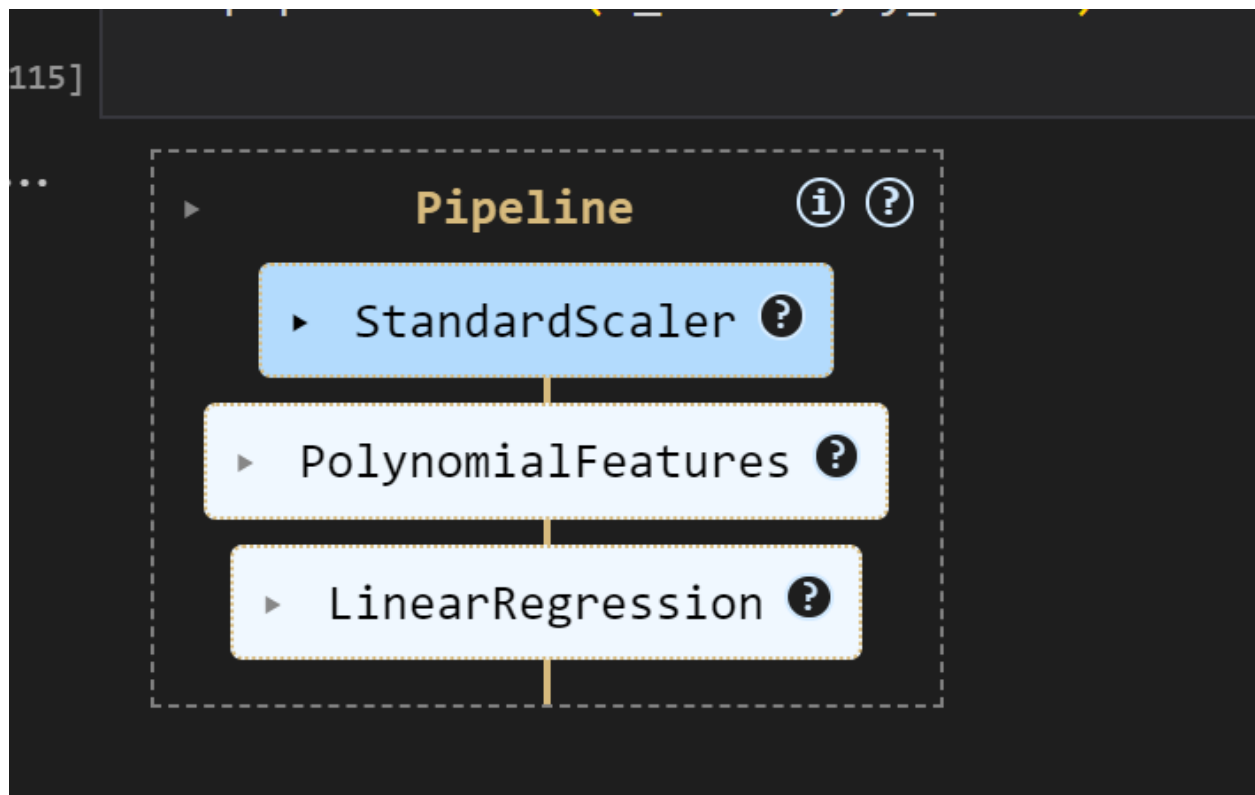 115]
...
Pipeline i ?
StandardScaler ?
PolynomialFeatures ?
LinearRegression ?